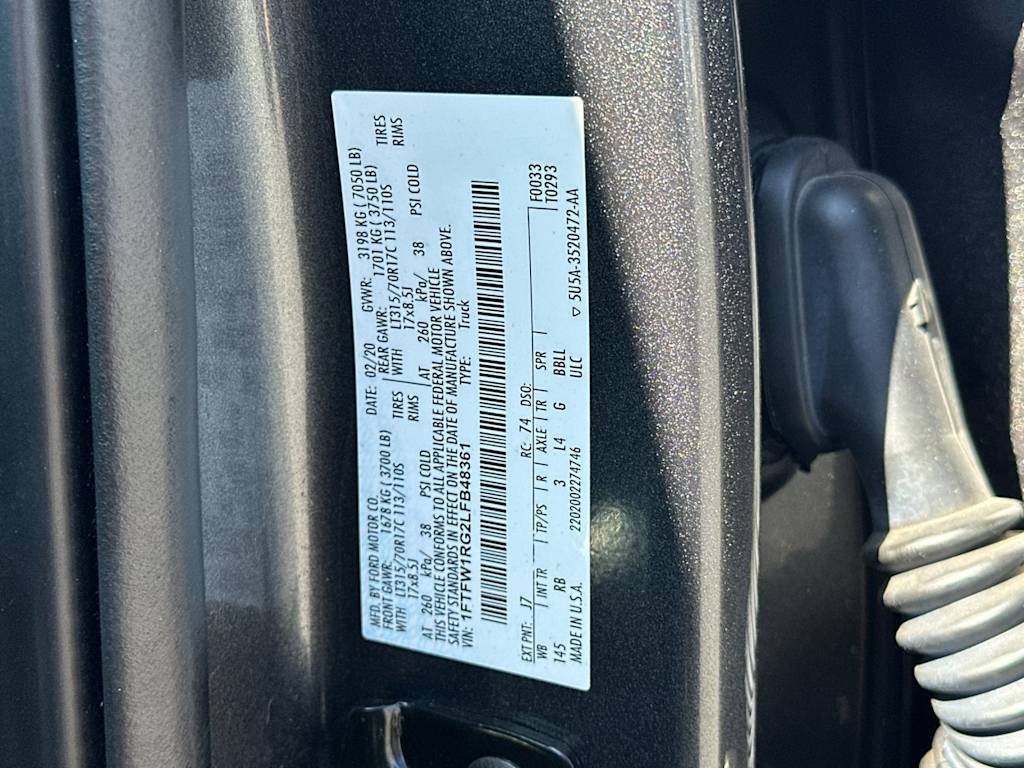 MFD. BY FORD MOTOR CO.
DATE: 02/20 GVWR: 3198 KG ( 7050 LB)
FRONT GAWR: 1678 KG ( 3700 LB) REAR GAWR: 1701 KG ( 3750 LB)
WITH LT315/70R17C 113/110S TIRES WITH LT315/70R17C 113/110S TIRES
17x8.5J RIMS 17x8.5J RIMS
AT 260 kPa/ 38 PSI COLD AT 260 kPa/ 38 PSI COLD
THIS VEHICLE CONFORMS TO ALL APPLICABLE FEDERAL MOTOR VEHICLE
SAFETY STANDARDS IN EFFECT ON THE DATE OF MANUFACTURE SHOWN ABOVE.
VIN: 1FTFW1RG2LFB48361 TYPE: Truck
EXT PNT: J7 RC: 74 DSO: F0033
WB INT TR TP/PS R AXLE TR SPR T0293
145 RB 3 L4 G BBLL
MADE IN U.S.A. 2202002274746 ULC ▽ 5U5A-3520472-AA